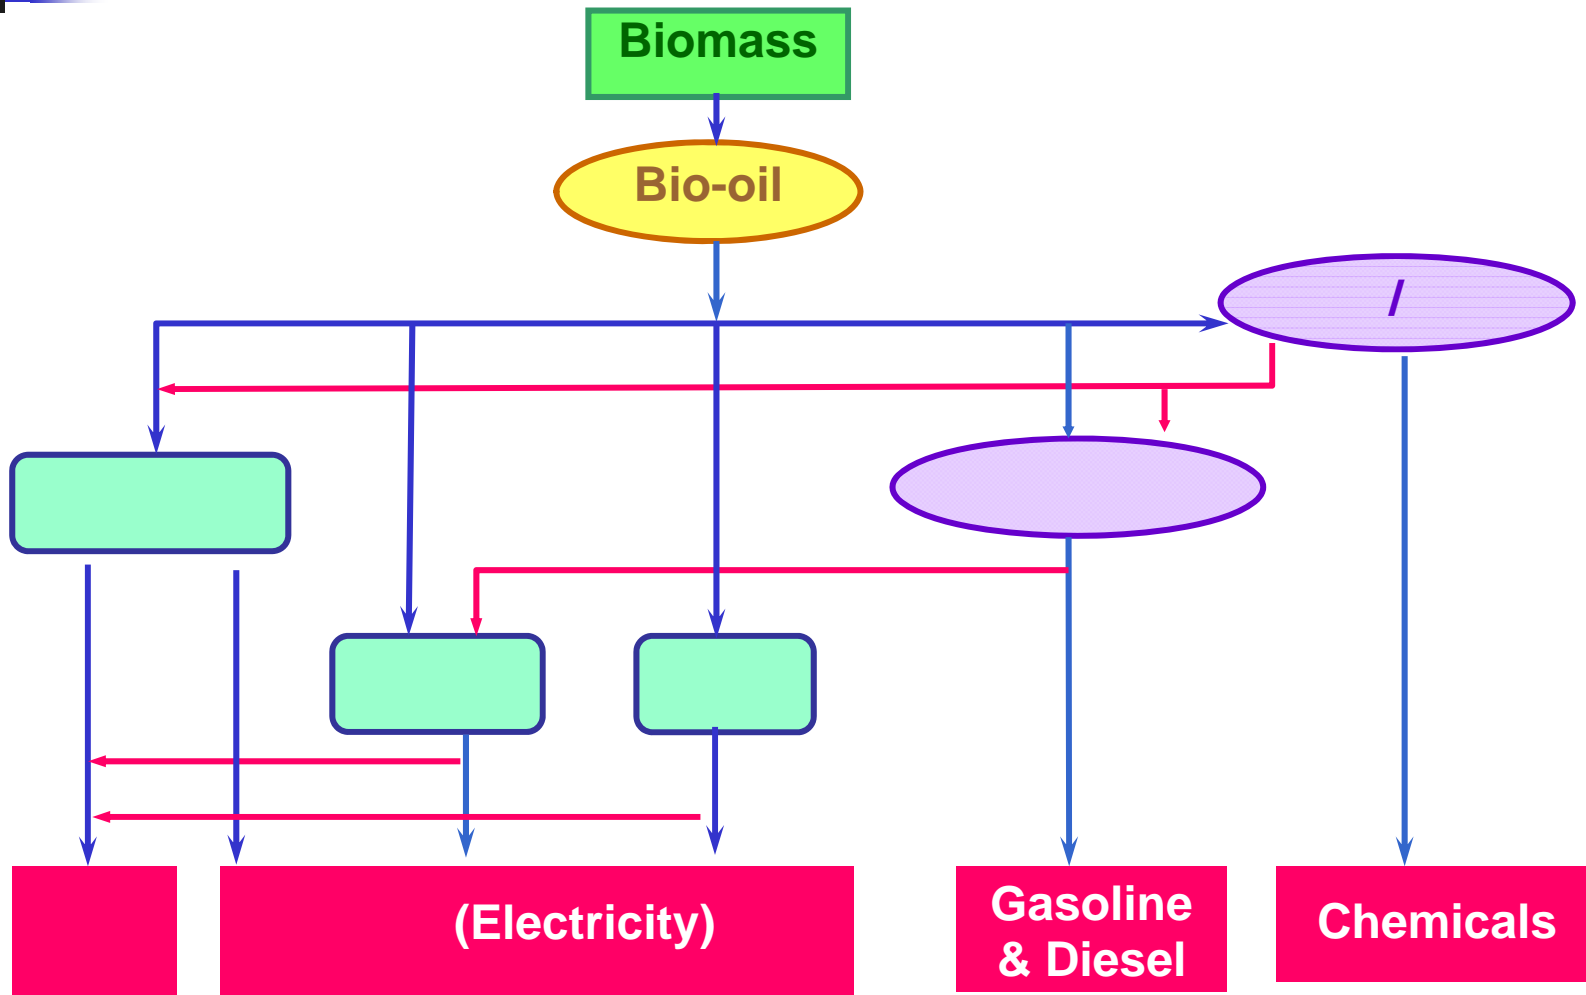 Biomass
Bio-oil
/
(Electricity)
Gasoline
& Diesel
Chemicals